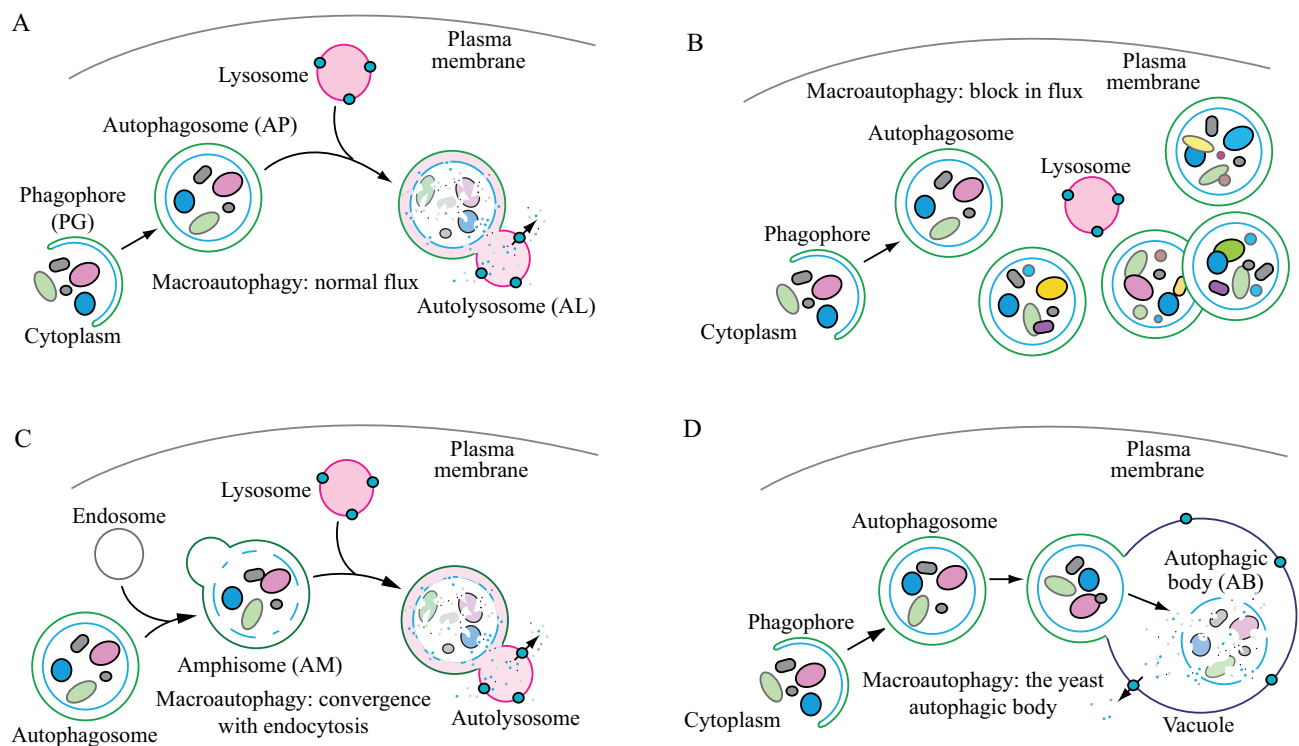 A
Plasma
membrane
Lysosome
Autophagosome (AP)
Phagophore
(PG)
Macroautophagy: normal flux
Autolysosome (AL)
Cytoplasm
B
Plasma
membrane
Macroautophagy: block in flux
Autophagosome
Lysosome
Phagophore
Cytoplasm
C
Plasma
membrane
Lysosome
Endosome
Amphisome (AM)
Macroautophagy: convergence
with endocytosis
Autolysosome
Autophagosome
D
Plasma
membrane
Autophagosome
Autophagic
body (AB)
Phagophore
Macroautophagy: the yeast
autophagic body
Cytoplasm
Vacuole